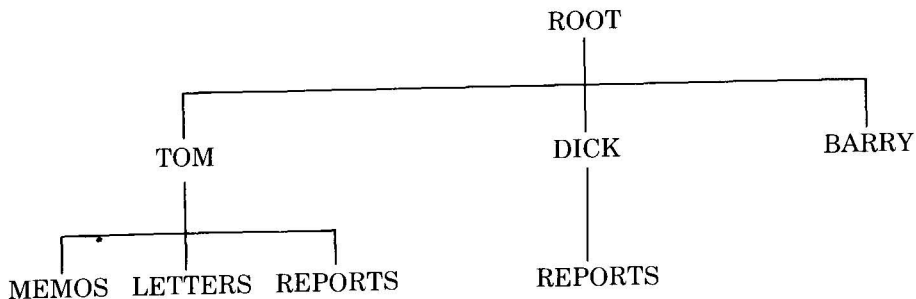 ROOT
TOM DICK BARRY
MEMOS LETTERS REPORTS REPORTS